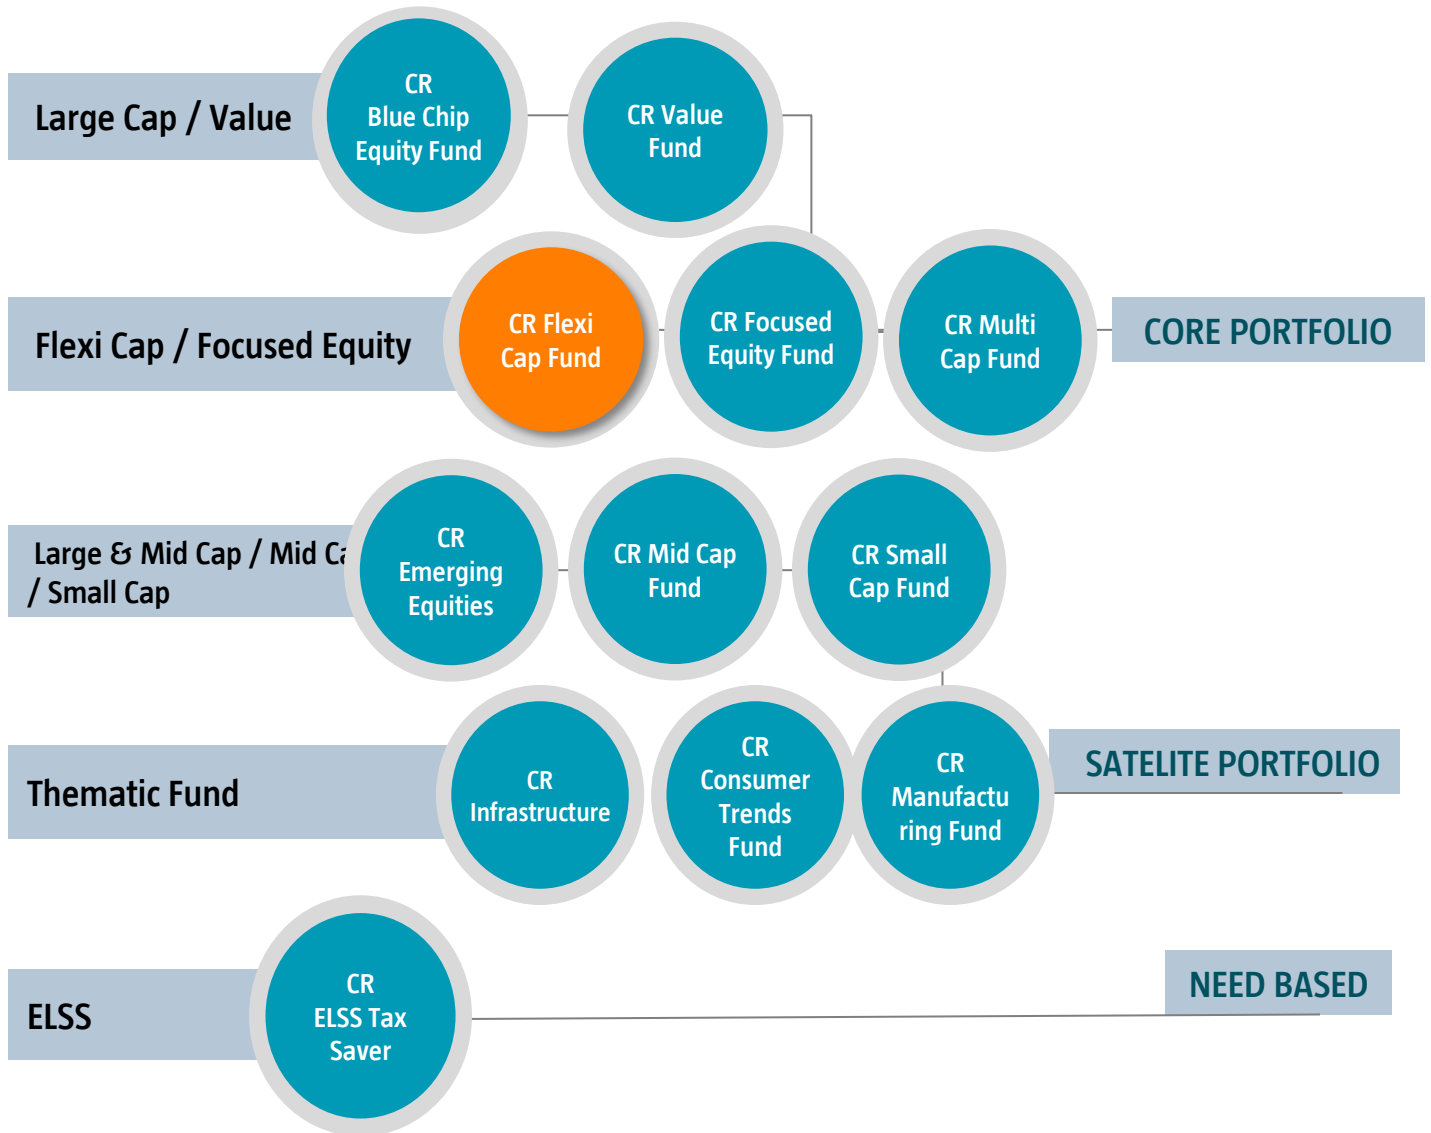 Large Cap / Value
CR
Blue Chip
Equity Fund
CR Value
Fund
Flexi Cap / Focused Equity
CR Flexi
Cap Fund
CR Focused
Equity Fund
CR Multi
Cap Fund
CORE PORTFOLIO
Large & Mid Cap / Mid Ca
/ Small Cap
CR
Emerging
Equities
CR Mid Cap
Fund
CR Small
Cap Fund
Thematic Fund
CR
Infrastructure
CR
Consumer
Trends
Fund
CR
Manufactu
ring Fund
SATELITE PORTFOLIO
ELSS
CR
ELSS Tax
Saver
NEED BASED